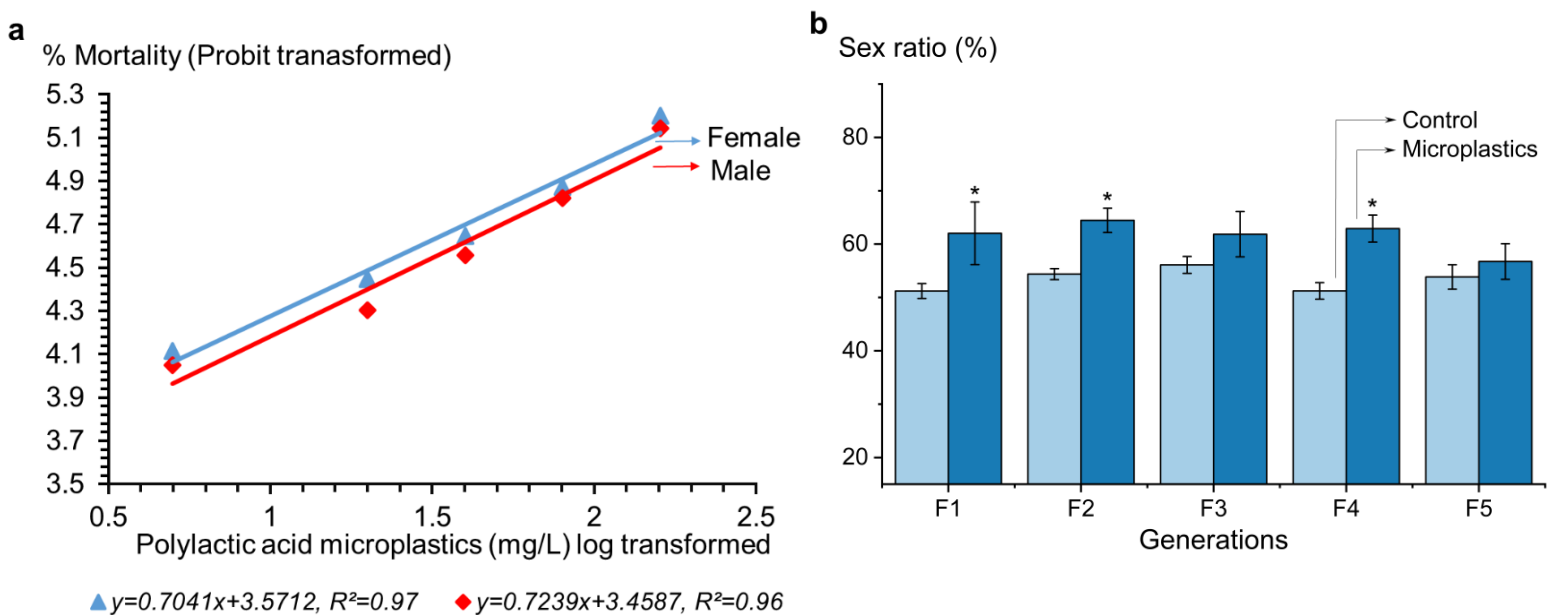 a
% Mortality (Probit tranasformed)
5.3
5.1
4.9
4.7
4.5
4.3
4.1
3.9
3.7
3.5
Female
Male
0.5 1 1.5 2 2.5
Polylactic acid microplastics (mg/L) log transformed
y=0.7041x+3.5712, R²=0.97 y=0.7239x+3.4587, R²=0.96
b
Sex ratio (%)
80
60
40
20
Control
Microplastics
* * *
F1 F2 F3 F4 F5
Generations